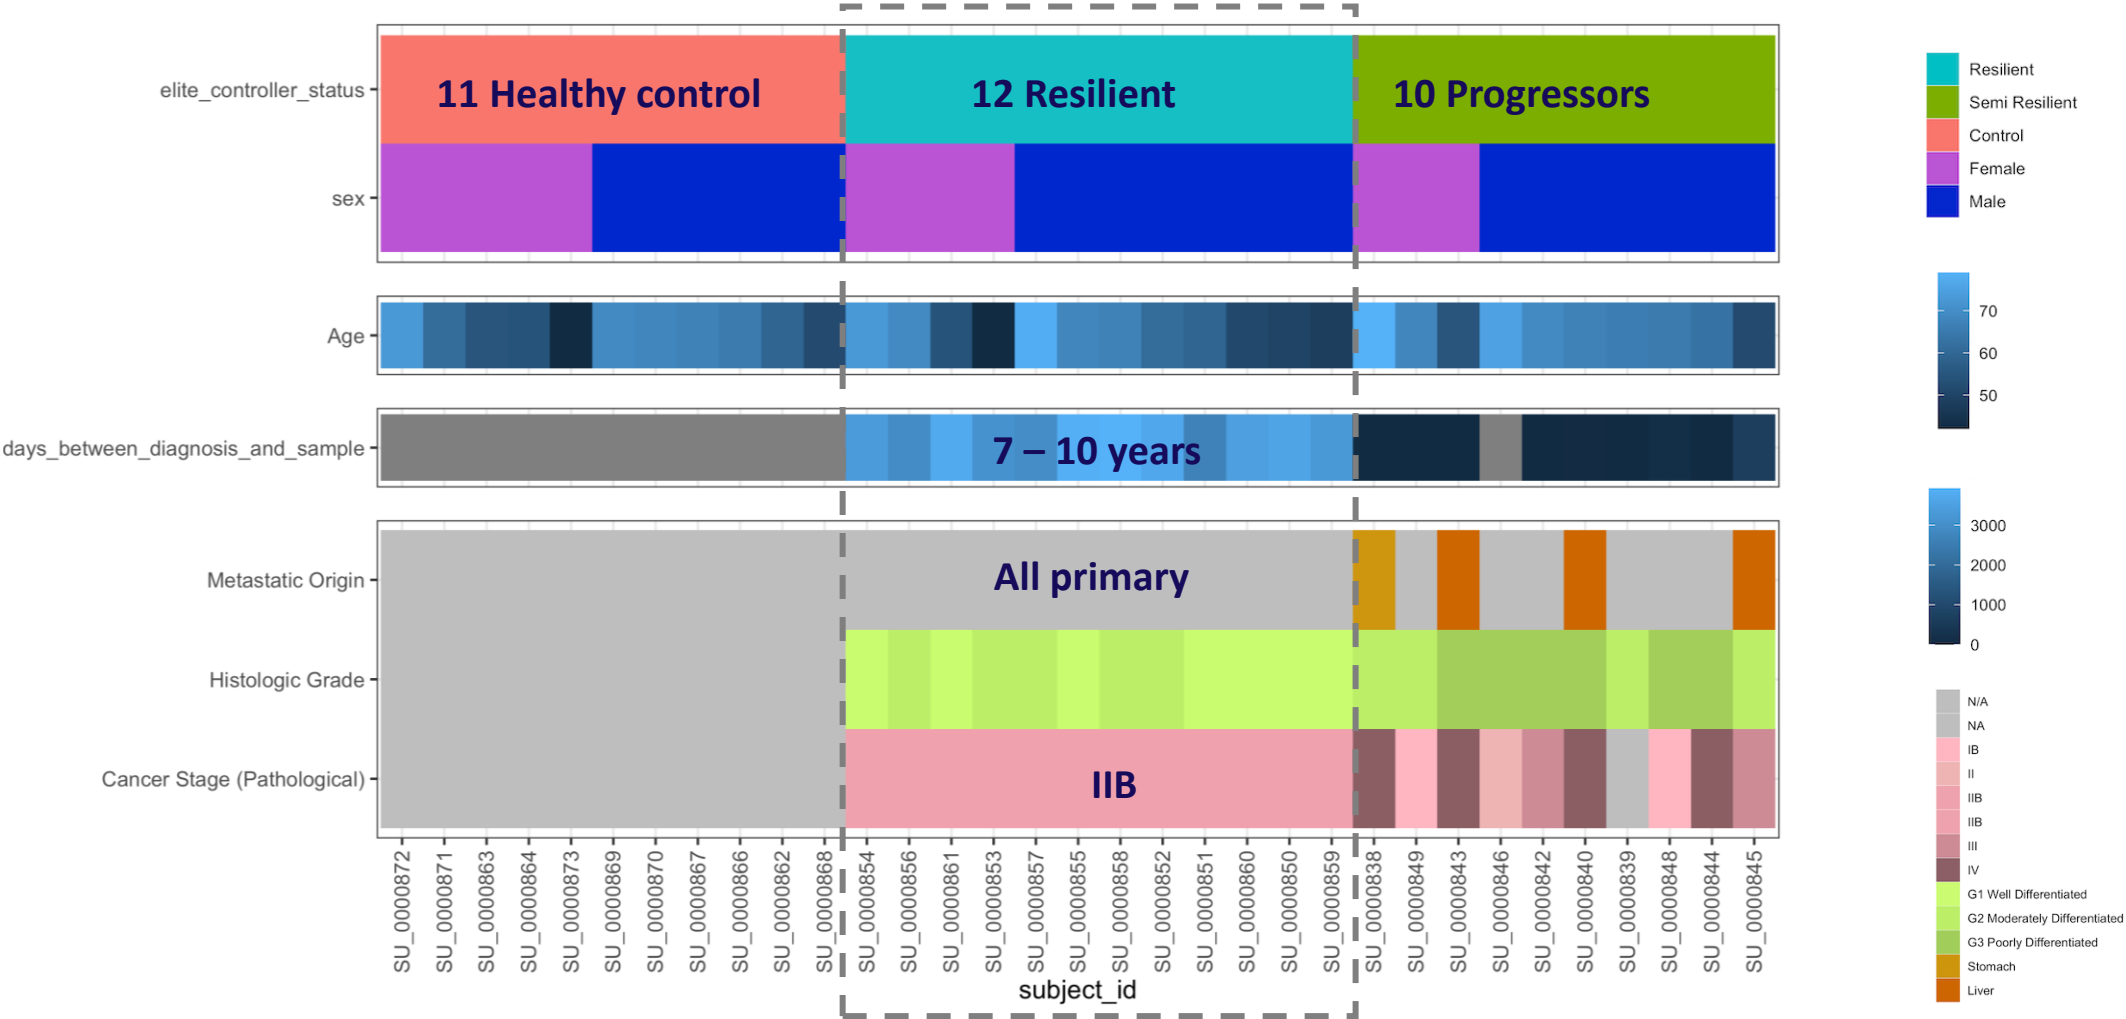 elite_controller_status
11 Healthy control
12 Resilient
10 Progressors
sex
Resilient
Semi Resilient
Control
Female
Male
Age
70
60
50
days_between_diagnosis_and_sample
7 – 10 years
3000
2000
1000
0
Metastatic Origin
All primary
Histologic Grade
Cancer Stage (Pathological)
IIB
N/A
NA
IB
II
IIB
IIB
III
IV
G1 Well Differentiated
G2 Moderately Differentiated
G3 Poorly Differentiated
Stomach
Liver
SU_0000872
SU_0000871
SU_0000863
SU_0000864
SU_0000873
SU_0000869
SU_0000870
SU_0000867
SU_0000866
SU_0000862
SU_0000868
SU_0000854
SU_0000856
SU_0000861
SU_0000853
SU_0000857
SU_0000855
SU_0000858
SU_0000852
SU_0000851
SU_0000860
SU_0000850
SU_0000859
SU_0000838
SU_0000849
SU_0000843
SU_0000846
SU_0000842
SU_0000840
SU_0000839
SU_0000848
SU_0000844
SU_0000845
subject_id